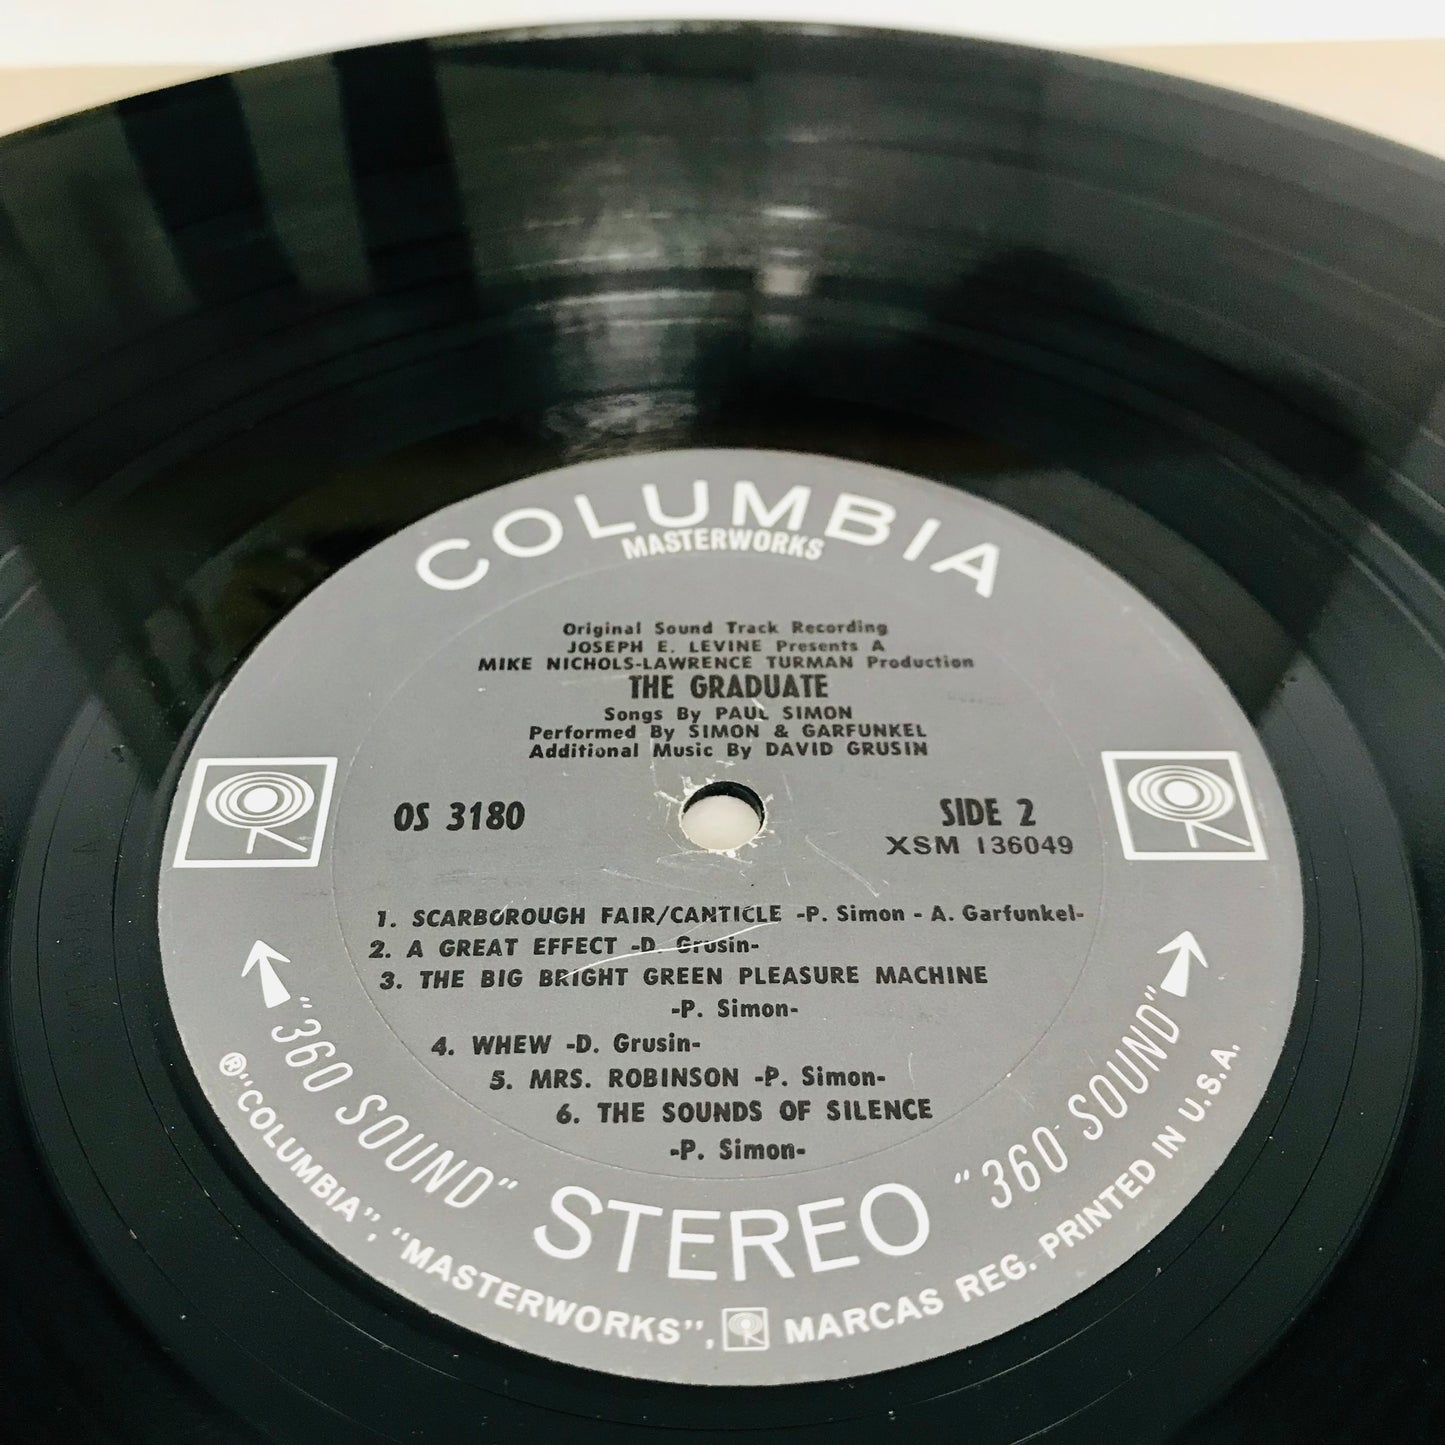 COLUMBIA
MASTERWORKS
Original Sound Track Recording
JOSEPH E. LEVINE Presents A
MIKE NICHOLS-LAWRENCE TURMAN Production
THE GRADUATE
Songs By PAUL SIMON
Performed By SIMON & GARFUNKEL
Additional Music By DAVID GRUSIN
OS 3180
SIDE 2
XSM 136049
1. SCARBOROUGH FAIR/CANTICLE -P. Simon - A. Garfunkel-
2. A GREAT EFFECT -D. Grusin-
3. THE BIG BRIGHT GREEN PLEASURE MACHINE
-P. Simon-
4. WHEW -D. Grusin-
5. MRS. ROBINSON -P. Simon-
6. THE SOUNDS OF SILENCE
-P. Simon-
"360 SOUND" STEREO "360 SOUND"
® "COLUMBIA", "MASTERWORKS", MARCAS REG. PRINTED IN U.S.A.